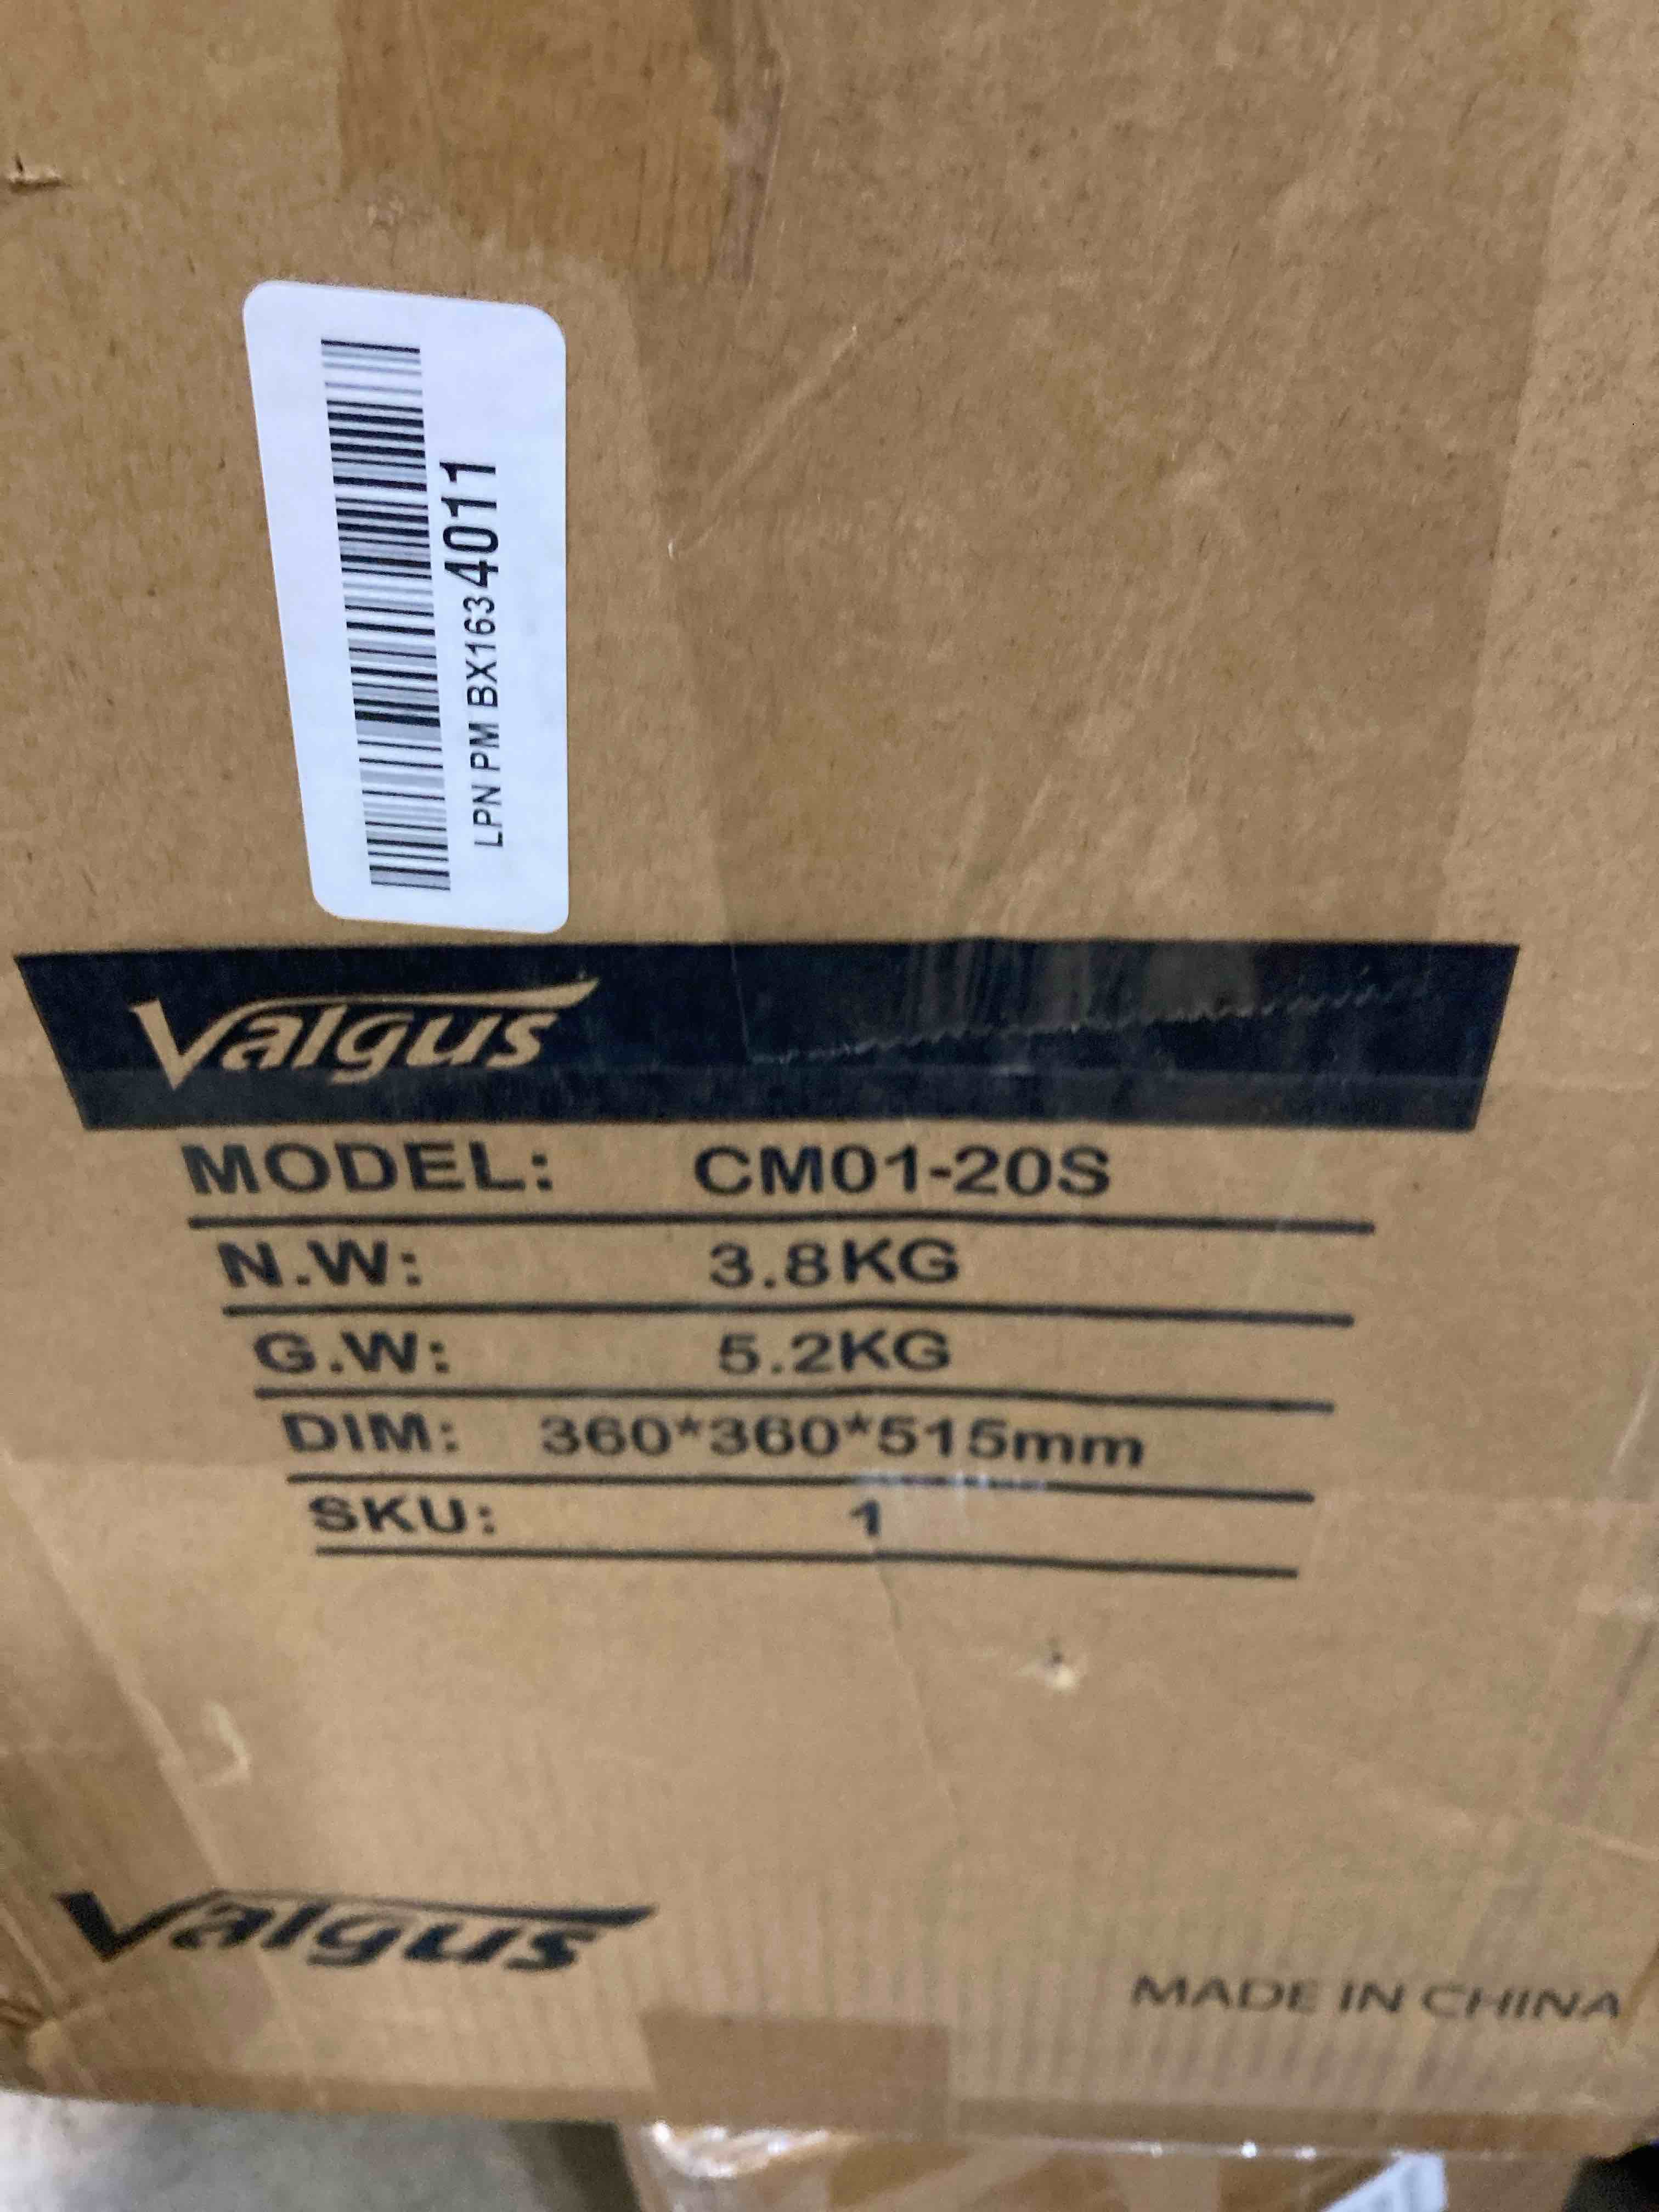 LPN PM BX1634011
Valgus
MODEL: CM01-20S
N.W: 3.8KG
G.W: 5.2KG
DIM: 360*360*515mm
SKU: 1
Valgus
MADE IN CHINA